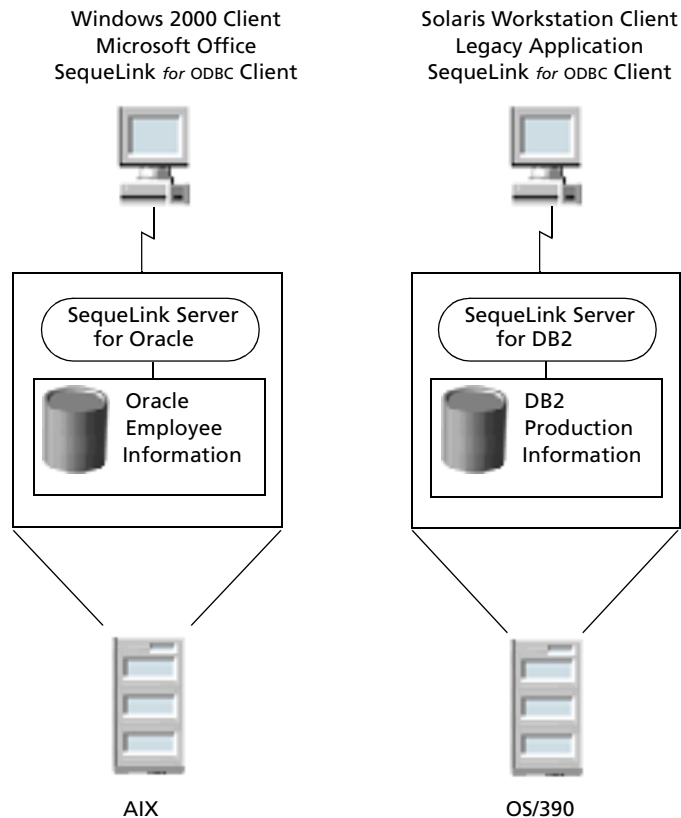 Windows 2000 Client
Microsoft Office
SequeLink for ODBC Client
Solaris Workstation Client
Legacy Application
SequeLink for ODBC Client
SequeLink Server
for Oracle
Oracle
Employee
Information
SequeLink Server
for DB2
DB2
Production
Information
AIX
OS/390